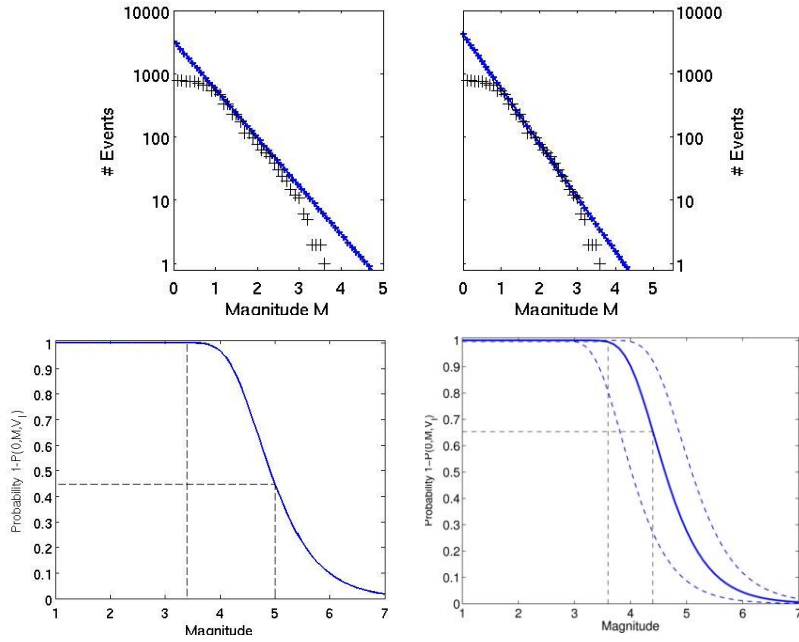 10000
1000
100
10
1
# Events
0 1 2 3 4 5
Magnitude M
10000
1000
100
10
1
# Events
0 1 2 3 4 5
Magnitude M
1
0.9
0.8
0.7
0.6
0.5
0.4
0.3
0.2
0.1
0
Probability 1-P(0,M,V_I)
1 2 3 4 5 6 7
Magnitude
1
0.9
0.8
0.7
0.6
0.5
0.4
0.3
0.2
0.1
0
Probability 1-P(0,M,V_I)
1 2 3 4 5 6 7
Magnitude